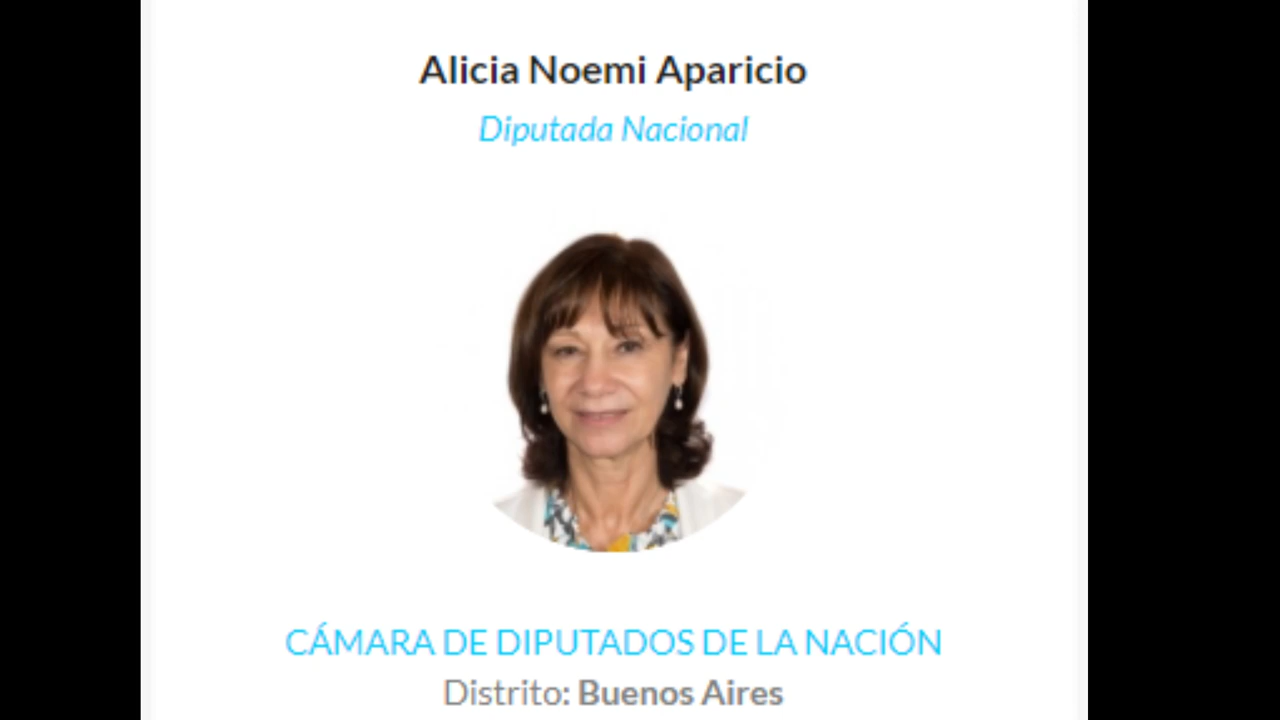 Alicia Noemi Aparicio
Diputada Nacional
CÁMARA DE DIPUTADOS DE LA NACIÓN
Distrito: Buenos Aires